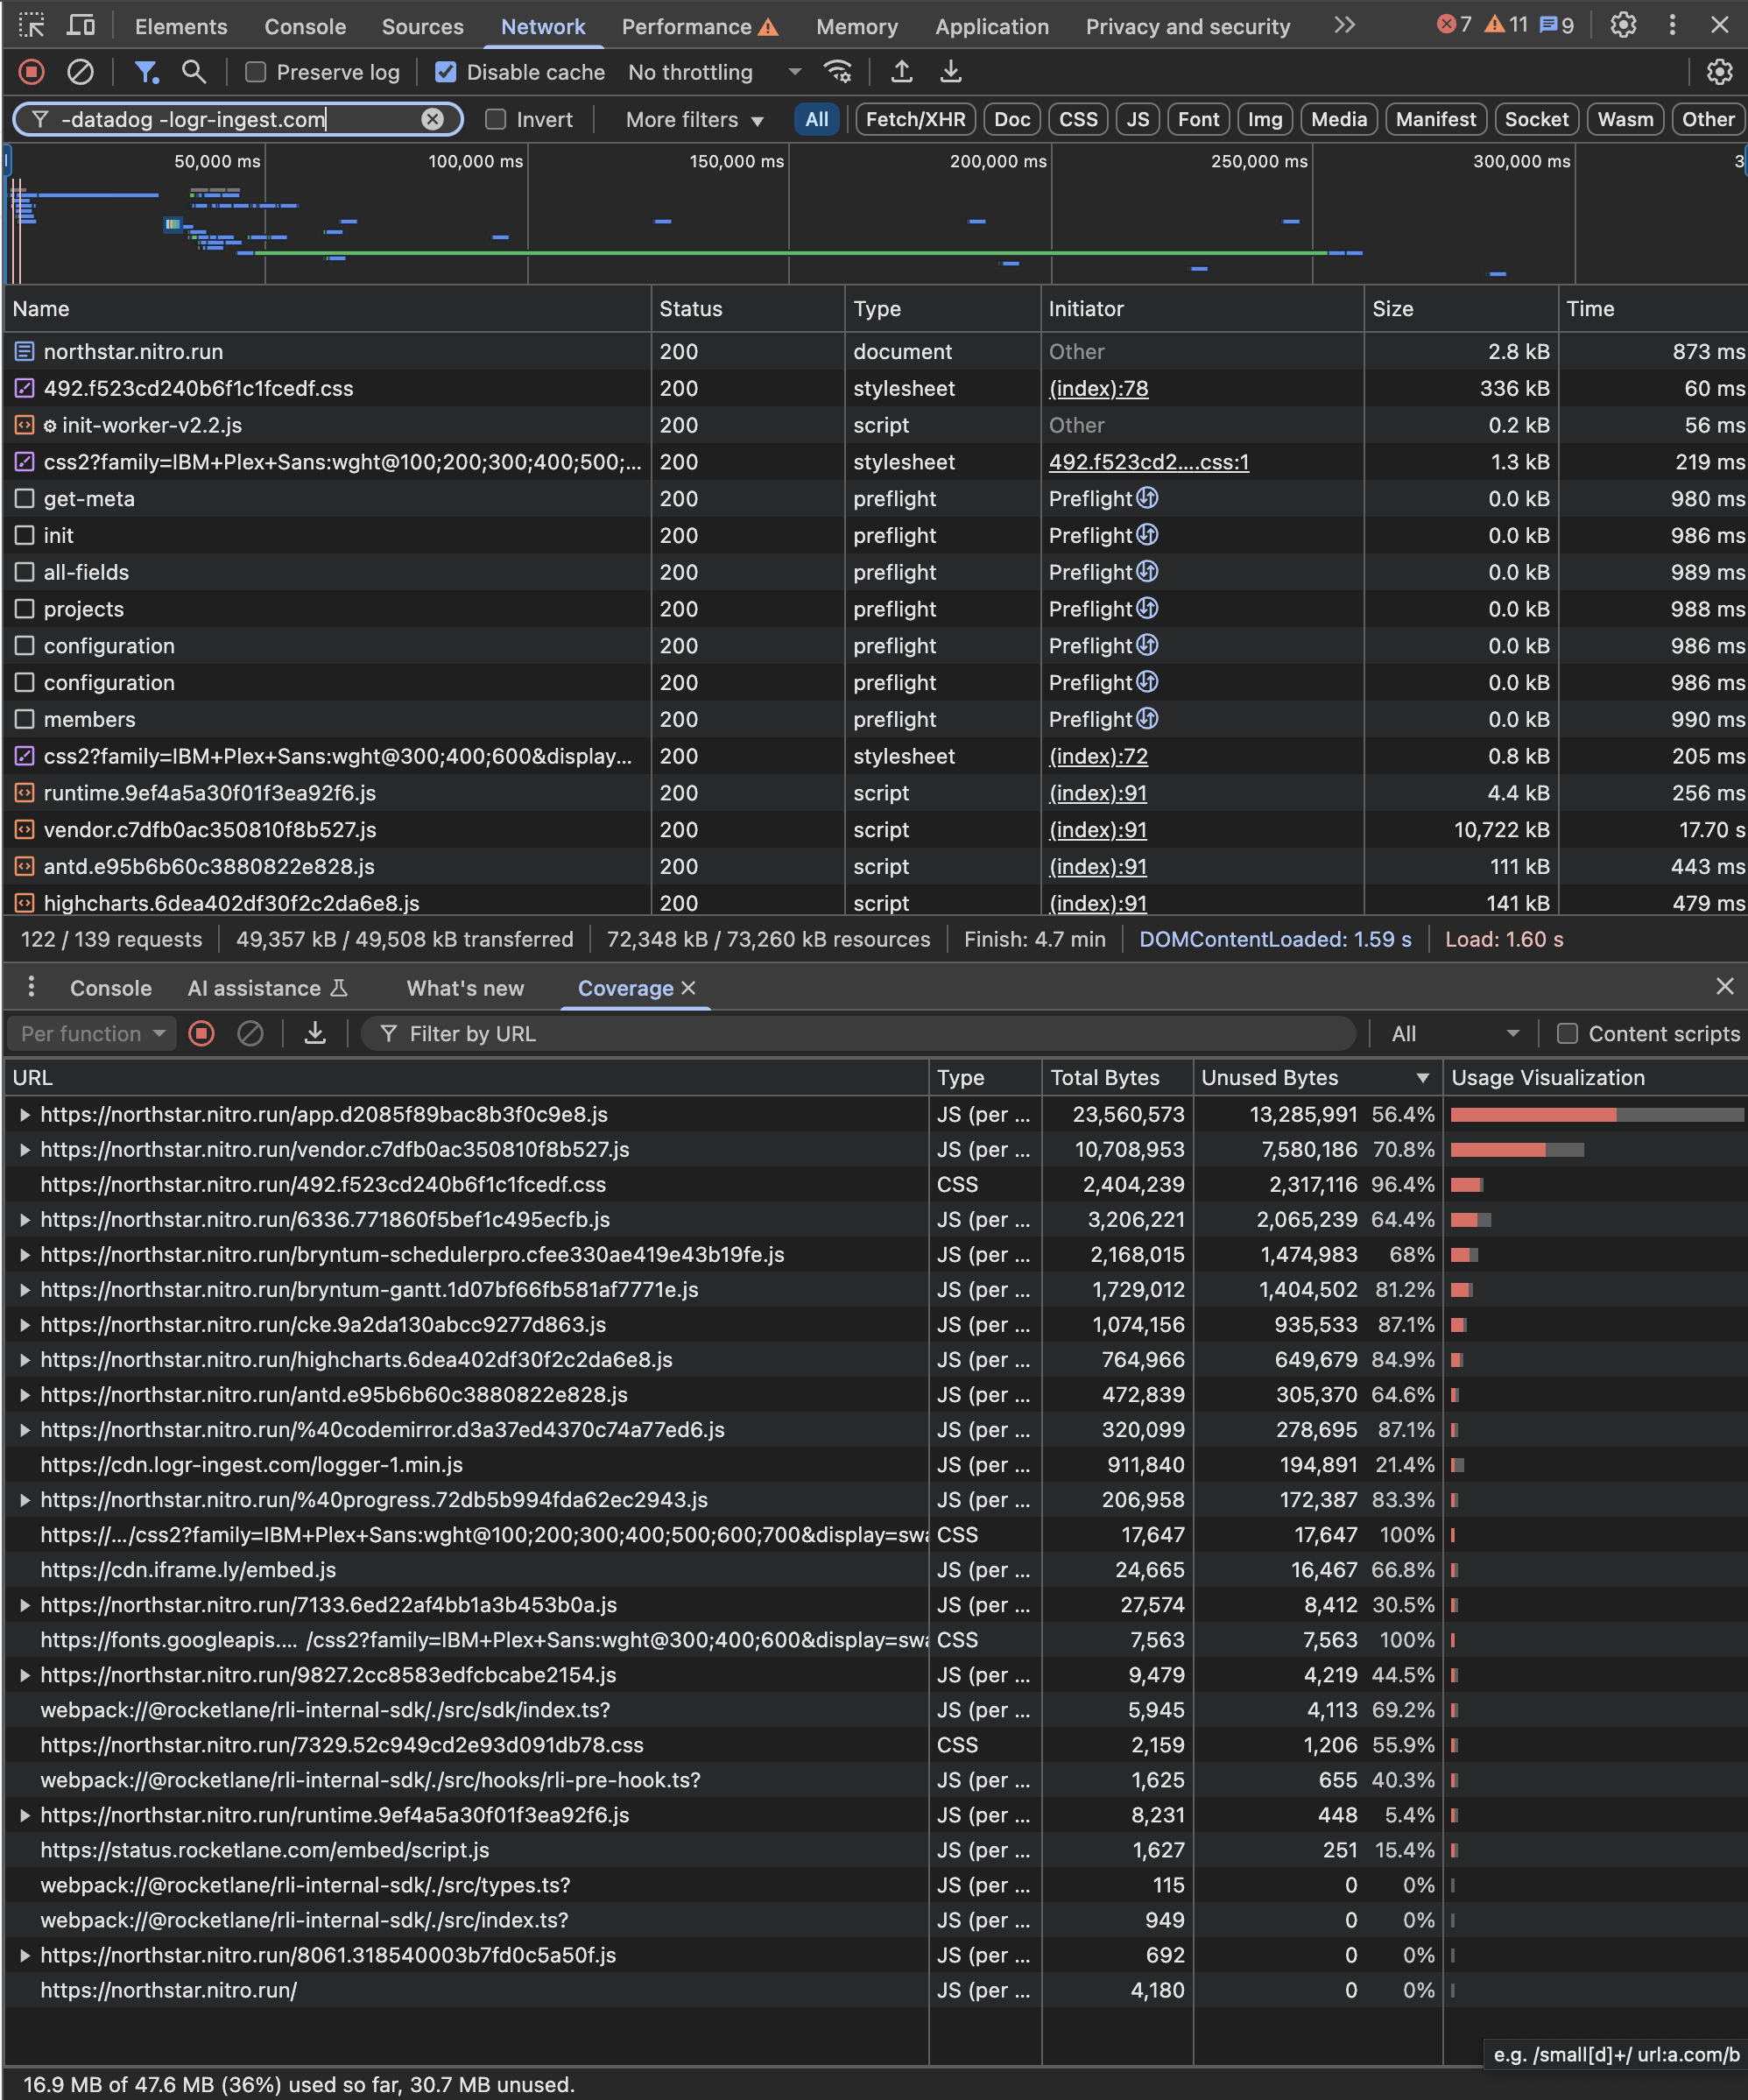 Elements Console Sources Network Performance Memory Application Privacy and security 7 11 9
Preserve log Disable cache No throttling
-datadog -logr-ingest.com Invert More filters All Fetch/XHR Doc CSS JS Font Img Media Manifest Socket Wasm Other
50,000 ms 100,000 ms 150,000 ms 200,000 ms 250,000 ms 300,000 ms 3
Name Status Type Initiator Size Time
northstar.nitro.run 200 document Other 2.8 kB 873 ms
492.f523cd240b6f1c1fcedf.css 200 stylesheet (index):78 336 kB 60 ms
init-worker-v2.2.js 200 script Other 0.2 kB 56 ms
css2?family=IBM+Plex+Sans:wght@100;200;300;400;500;... 200 stylesheet 492.f523cd2....css:1 1.3 kB 219 ms
get-meta 200 preflight Preflight 0.0 kB 980 ms
init 200 preflight Preflight 0.0 kB 986 ms
all-fields 200 preflight Preflight 0.0 kB 989 ms
projects 200 preflight Preflight 0.0 kB 988 ms
configuration 200 preflight Preflight 0.0 kB 986 ms
configuration 200 preflight Preflight 0.0 kB 986 ms
members 200 preflight Preflight 0.0 kB 990 ms
css2?family=IBM+Plex+Sans:wght@300;400;600&display... 200 stylesheet (index):72 0.8 kB 205 ms
runtime.9ef4a5a30f01f3ea92f6.js 200 script (index):91 4.4 kB 256 ms
vendor.c7dfb0ac350810f8b527.js 200 script (index):91 10,722 kB 17.70 s
antd.e95b6b60c3880822e828.js 200 script (index):91 111 kB 443 ms
highcharts.6dea402df30f2c2da6e8.js 200 script (index):91 141 kB 479 ms
122 / 139 requests 49,357 kB / 49,508 kB transferred 72,348 kB / 73,260 kB resources Finish: 4.7 min DOMContentLoaded: 1.59 s Load: 1.60 s
Console AI assistance What's new Coverage
Per function Filter by URL All Content scripts
URL Type Total Bytes Unused Bytes Usage Visualization
https://northstar.nitro.run/app.d2085f89bac8b3f0c9e8.js JS (per ... 23,560,573 13,285,991 56.4%
https://northstar.nitro.run/vendor.c7dfb0ac350810f8b527.js JS (per ... 10,708,953 7,580,186 70.8%
https://northstar.nitro.run/492.f523cd240b6f1c1fcedf.css CSS 2,404,239 2,317,116 96.4%
https://northstar.nitro.run/6336.771860f5bef1c495ecfb.js JS (per ... 3,206,221 2,065,239 64.4%
https://northstar.nitro.run/bryntum-schedulerpro.cfee330ae419e43b19fe.js JS (per ... 2,168,015 1,474,983 68%
https://northstar.nitro.run/bryntum-gantt.1d07bf66fb581af7771e.js JS (per ... 1,729,012 1,404,502 81.2%
https://northstar.nitro.run/cke.9a2da130abcc9277d863.js JS (per ... 1,074,156 935,533 87.1%
https://northstar.nitro.run/highcharts.6dea402df30f2c2da6e8.js JS (per ... 764,966 649,679 84.9%
https://northstar.nitro.run/antd.e95b6b60c3880822e828.js JS (per ... 472,839 305,370 64.6%
https://northstar.nitro.run/%40codemirror.d3a37ed4370c74a77ed6.js JS (per ... 320,099 278,695 87.1%
https://cdn.logr-ingest.com/logger-1.min.js JS (per ... 911,840 194,891 21.4%
https://northstar.nitro.run/%40progress.72db5b994fda62ec2943.js JS (per ... 206,958 172,387 83.3%
https://.../css2?family=IBM+Plex+Sans:wght@100;200;300;400;500;600;700&display=swa CSS 17,647 17,647 100%
https://cdn.iframe.ly/embed.js JS (per ... 24,665 16,467 66.8%
https://northstar.nitro.run/7133.6ed22af4bb1a3b453b0a.js JS (per ... 27,574 8,412 30.5%
https://fonts.googleapis.... /css2?family=IBM+Plex+Sans:wght@300;400;600&display=swa CSS 7,563 7,563 100%
https://northstar.nitro.run/9827.2cc8583edfcbcabe2154.js JS (per ... 9,479 4,219 44.5%
webpack://@rocketlane/rli-internal-sdk/./src/sdk/index.ts? JS (per ... 5,945 4,113 69.2%
https://northstar.nitro.run/7329.52c949cd2e93d091db78.css CSS 2,159 1,206 55.9%
webpack://@rocketlane/rli-internal-sdk/./src/hooks/rli-pre-hook.ts? JS (per ... 1,625 655 40.3%
https://northstar.nitro.run/runtime.9ef4a5a30f01f3ea92f6.js JS (per ... 8,231 448 5.4%
https://status.rocketlane.com/embed/script.js JS (per ... 1,627 251 15.4%
webpack://@rocketlane/rli-internal-sdk/./src/types.ts? JS (per ... 115 0 0%
webpack://@rocketlane/rli-internal-sdk/./src/index.ts? JS (per ... 949 0 0%
https://northstar.nitro.run/8061.318540003b7fd0c5a50f.js JS (per ... 692 0 0%
https://northstar.nitro.run/ JS (per ... 4,180 0 0%
e.g. /small[d]+/ url:a.com/b
16.9 MB of 47.6 MB (36%) used so far, 30.7 MB unused.